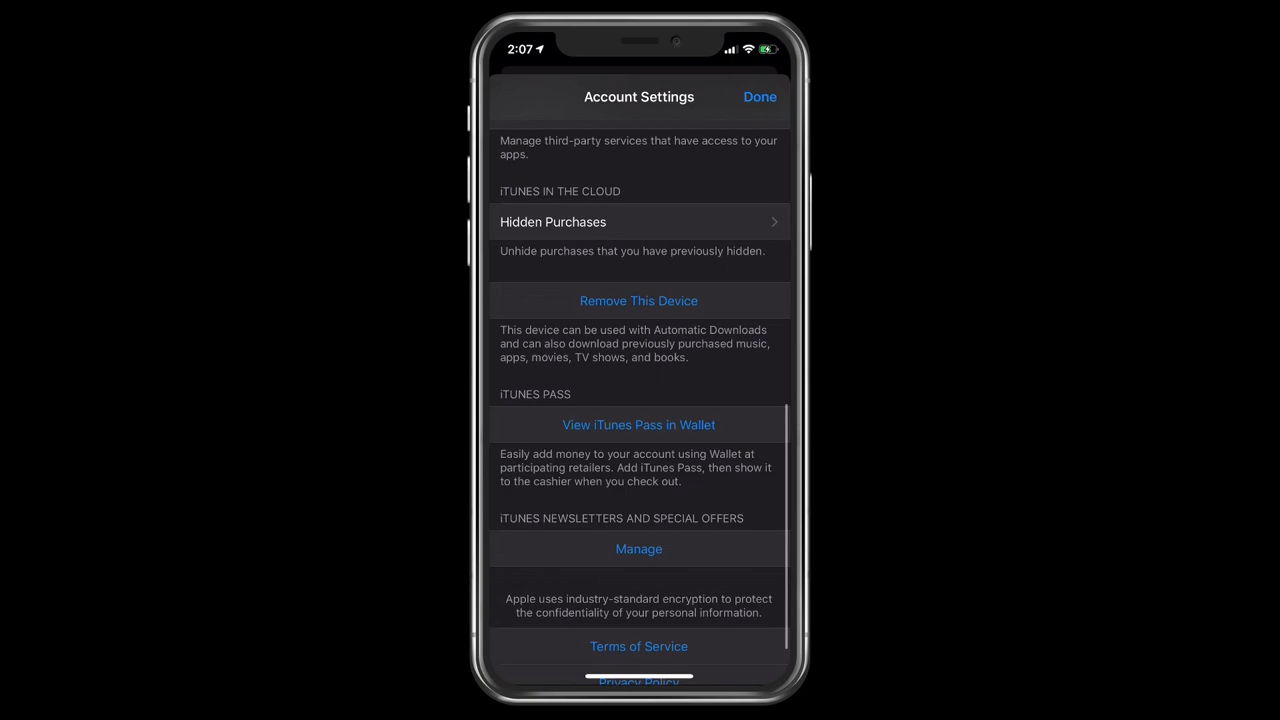 2:07
Account Settings
Done
Manage third-party services that have access to your
apps.
iTUNES IN THE CLOUD
Hidden Purchases
Unhide purchases that you have previously hidden.
Remove This Device
This device can be used with Automatic Downloads
and can also download previously purchased music,
apps, movies, TV shows, and books.
iTUNES PASS
View iTunes Pass in Wallet
Easily add money to your account using Wallet at
participating retailers. Add iTunes Pass, then show it
to the cashier when you check out.
iTUNES NEWSLETTERS AND SPECIAL OFFERS
Manage
Apple uses industry-standard encryption to protect
the confidentiality of your personal information.
Terms of Service
Privacy Policy